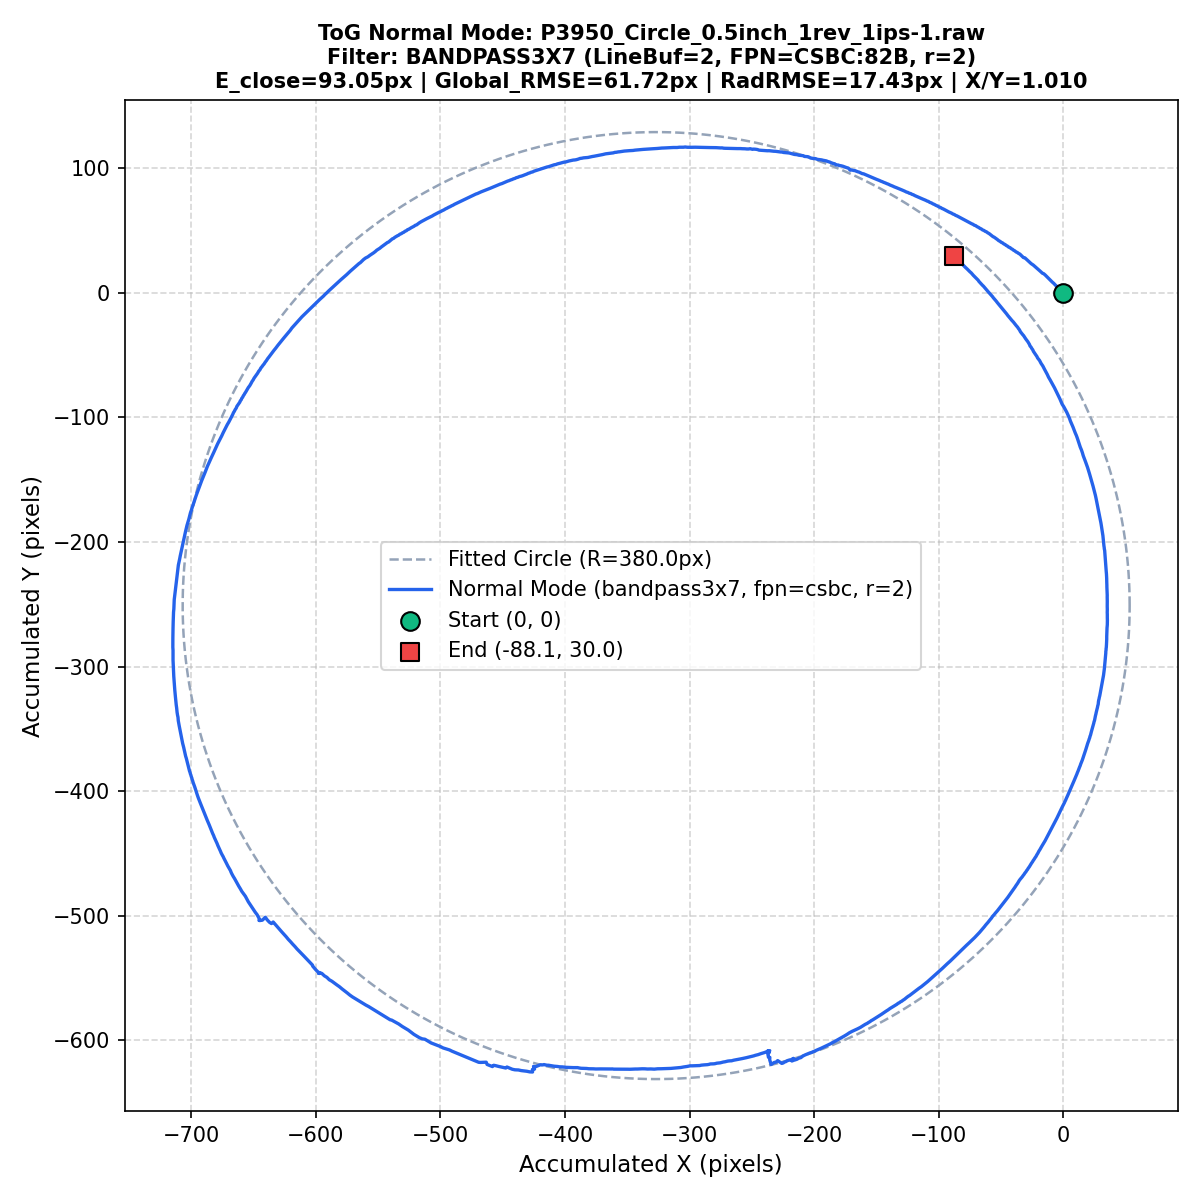 ToG Normal Mode: P3950_Circle_0.5inch_1rev_1ips-1.raw
Filter: BANDPASS3X7 (LineBuf=2, FPN=CSBC:82B, r=2)
E_close=93.05px | Global_RMSE=61.72px | RadRMSE=17.43px | X/Y=1.010
100
0
−100
−200
−300
−400
−500
−600
Accumulated Y (pixels)
Fitted Circle (R=380.0px)
Normal Mode (bandpass3x7, fpn=csbc, r=2)
Start (0, 0)
End (-88.1, 30.0)
−700
−600
−500
−400
−300
−200
−100
0
Accumulated X (pixels)